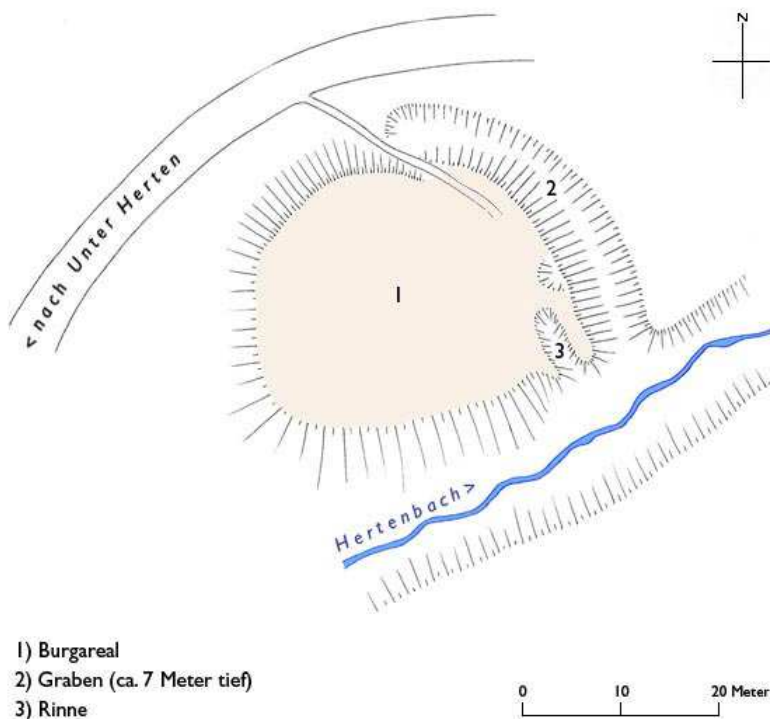 N
<nach Unter Herten
2
1
3
Hertenbach>
1) Burgareal
2) Graben (ca. 7 Meter tief)
3) Rinne
0 10 20 Meter